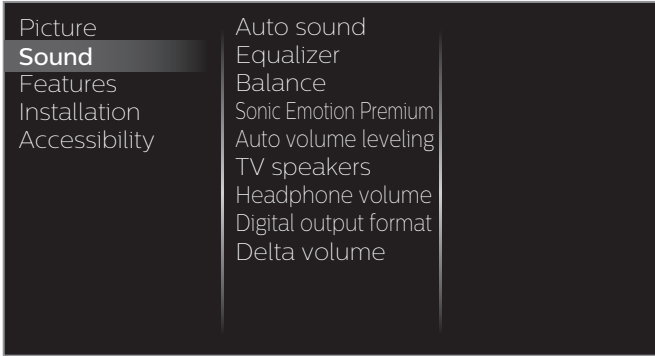 Picture
Sound
Features
Installation
Accessibility
Auto sound
Equalizer
Balance
Sonic Emotion Premium
Auto volume leveling
TV speakers
Headphone volume
Digital output format
Delta volume